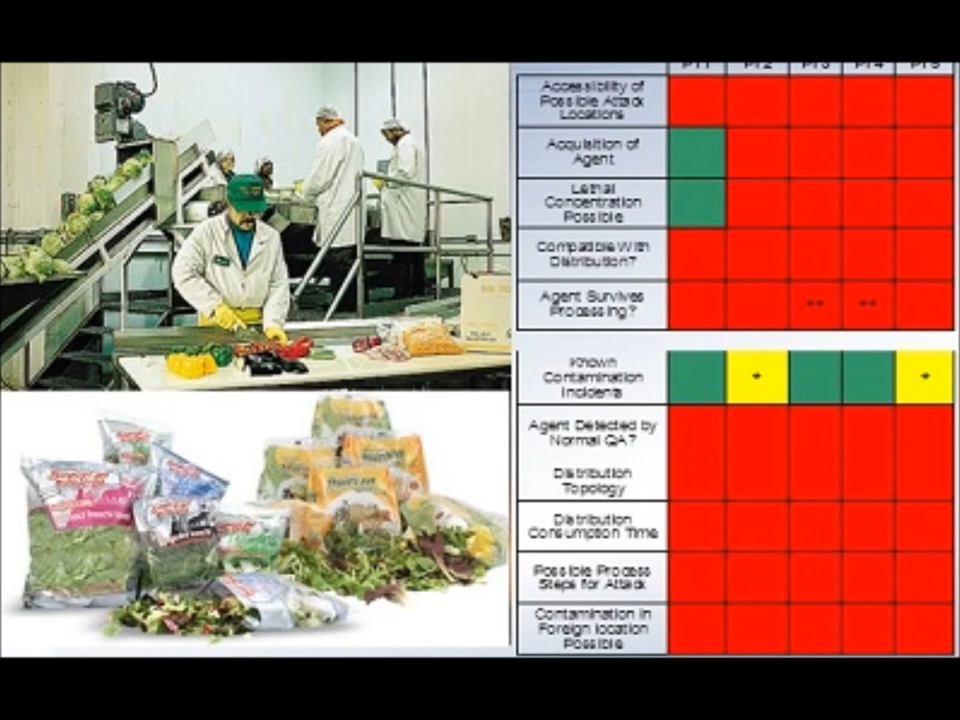 Accessibility of
Possible Attack
Locations
Acquisition of
Agent
Lethal
Concentration
Possible
Compatible With
Distribution?
Agent Survives
Processing?
**
**
Known
Contamination
Incidents
*
*
Agent Detected by
Normal QA?
Distribution
Topology
Distribution
Consumption Time
Possible Process
Steps for Attack
Contamination in
Foreign location
Possible